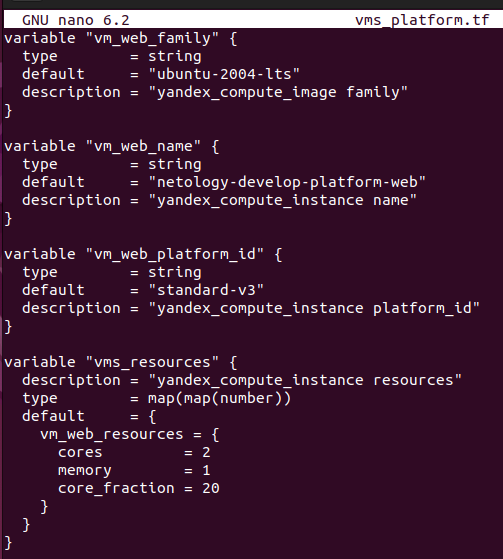 GNU nano 6.2 vms_platform.tf
variable "vm_web_family" {
  type        = string
  default     = "ubuntu-2004-lts"
  description = "yandex_compute_image family"
}

variable "vm_web_name" {
  type        = string
  default     = "netology-develop-platform-web"
  description = "yandex_compute_instance name"
}

variable "vm_web_platform_id" {
  type        = string
  default     = "standard-v3"
  description = "yandex_compute_instance platform_id"
}

variable "vms_resources" {
  description = "yandex_compute_instance resources"
  type        = map(map(number))
  default     = {
    vm_web_resources = {
      cores         = 2
      memory        = 1
      core_fraction = 20
    }
  }
}